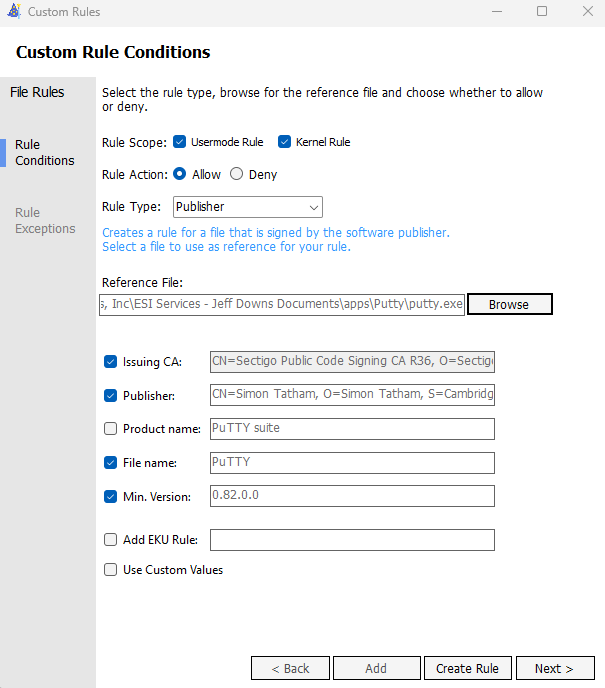 Custom Rules
Custom Rule Conditions
File Rules
Rule
Conditions
Rule
Exceptions
Select the rule type, browse for the reference file and choose whether to allow
or deny.
Rule Scope: Usermode Rule Kernel Rule
Rule Action: Allow Deny
Rule Type: Publisher
Creates a rule for a file that is signed by the software publisher.
Select a file to use as reference for your rule.
Reference File:
s, Inc\ESI Services - Jeff Downs Documents\apps\Putty\putty.exe Browse
Issuing CA: CN=Sectigo Public Code Signing CA R36, O=Sectigo
Publisher: CN=Simon Tatham, O=Simon Tatham, S=Cambridg
Product name: PuTTY suite
File name: PuTTY
Min. Version: 0.82.0.0
Add EKU Rule:
Use Custom Values
< Back Add Create Rule Next >